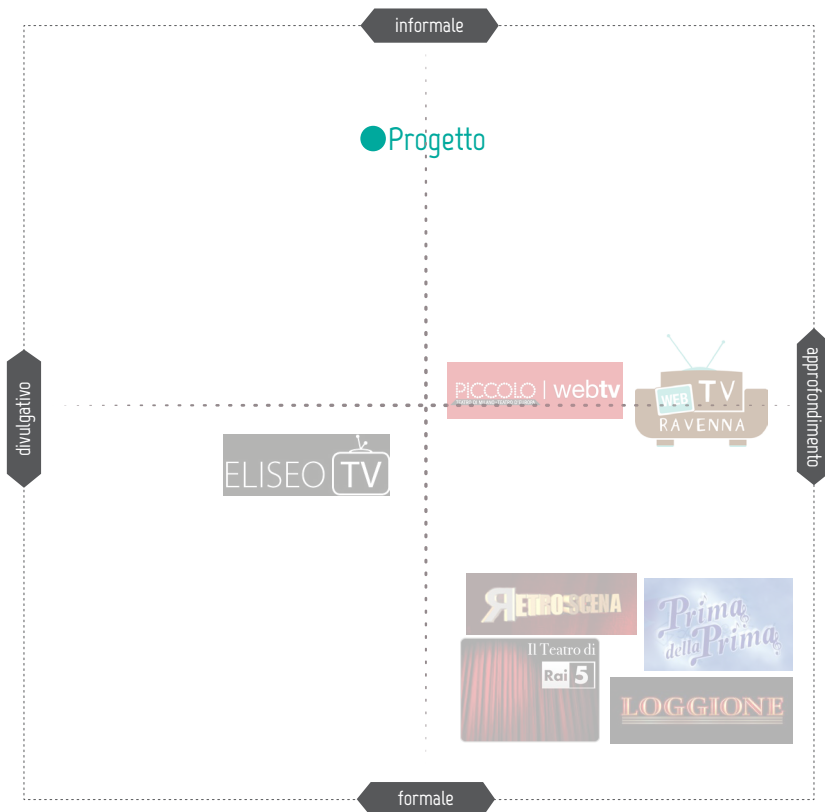 informale
Progetto
divulgativo
approfondimento
PICCOLO | webtv
WEB TV
RAVENNA
ELISEO TV
RETROSCENA
Prima
della Prima
Il Teatro di
Rai 5
LOGGIONE
formale